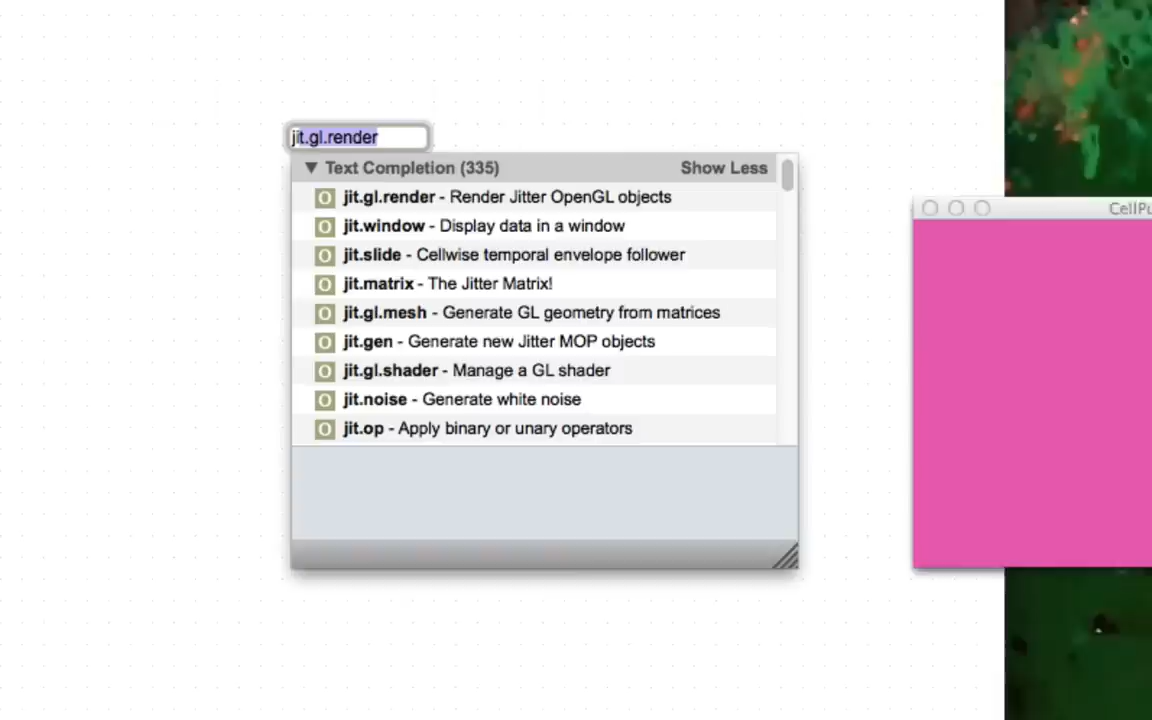 jit.gl.render
▼ Text Completion (335) Show Less
O jit.gl.render - Render Jitter OpenGL objects
O jit.window - Display data in a window
O jit.slide - Cellwise temporal envelope follower
O jit.matrix - The Jitter Matrix!
O jit.gl.mesh - Generate GL geometry from matrices
O jit.gen - Generate new Jitter MOP objects
O jit.gl.shader - Manage a GL shader
O jit.noise - Generate white noise
O jit.op - Apply binary or unary operators